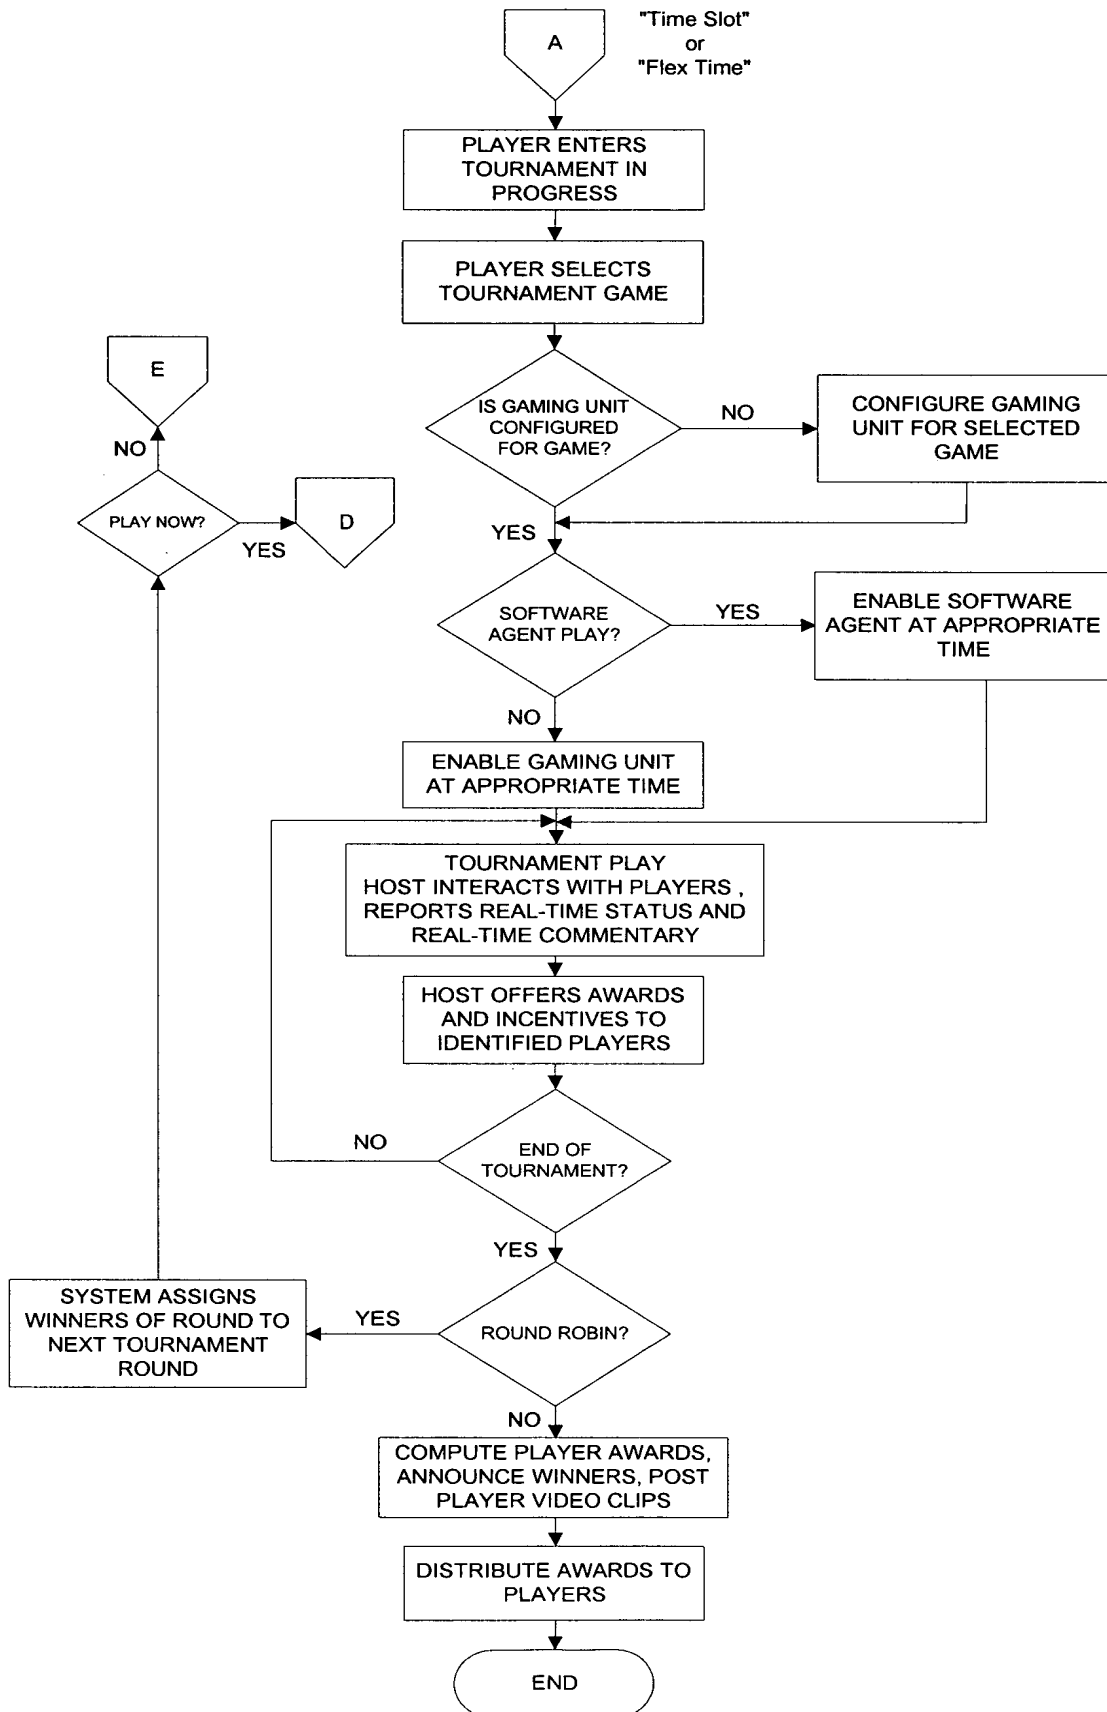 A
"Time Slot"
or
"Flex Time"
PLAYER ENTERS
TOURNAMENT IN
PROGRESS
PLAYER SELECTS
TOURNAMENT GAME
E
IS GAMING UNIT
CONFIGURED
FOR GAME?
NO
CONFIGURE GAMING
UNIT FOR SELECTED
GAME
NO
PLAY NOW?
YES
D
YES
SOFTWARE
AGENT PLAY?
YES
ENABLE SOFTWARE
AGENT AT APPROPRIATE
TIME
NO
ENABLE GAMING UNIT
AT APPROPRIATE TIME
TOURNAMENT PLAY
HOST INTERACTS WITH PLAYERS ,
REPORTS REAL-TIME STATUS AND
REAL-TIME COMMENTARY
HOST OFFERS AWARDS
AND INCENTIVES TO
IDENTIFIED PLAYERS
NO
END OF
TOURNAMENT?
YES
SYSTEM ASSIGNS
WINNERS OF ROUND TO
NEXT TOURNAMENT
ROUND
YES
ROUND ROBIN?
NO
COMPUTE PLAYER AWARDS,
ANNOUNCE WINNERS, POST
PLAYER VIDEO CLIPS
DISTRIBUTE AWARDS TO
PLAYERS
END